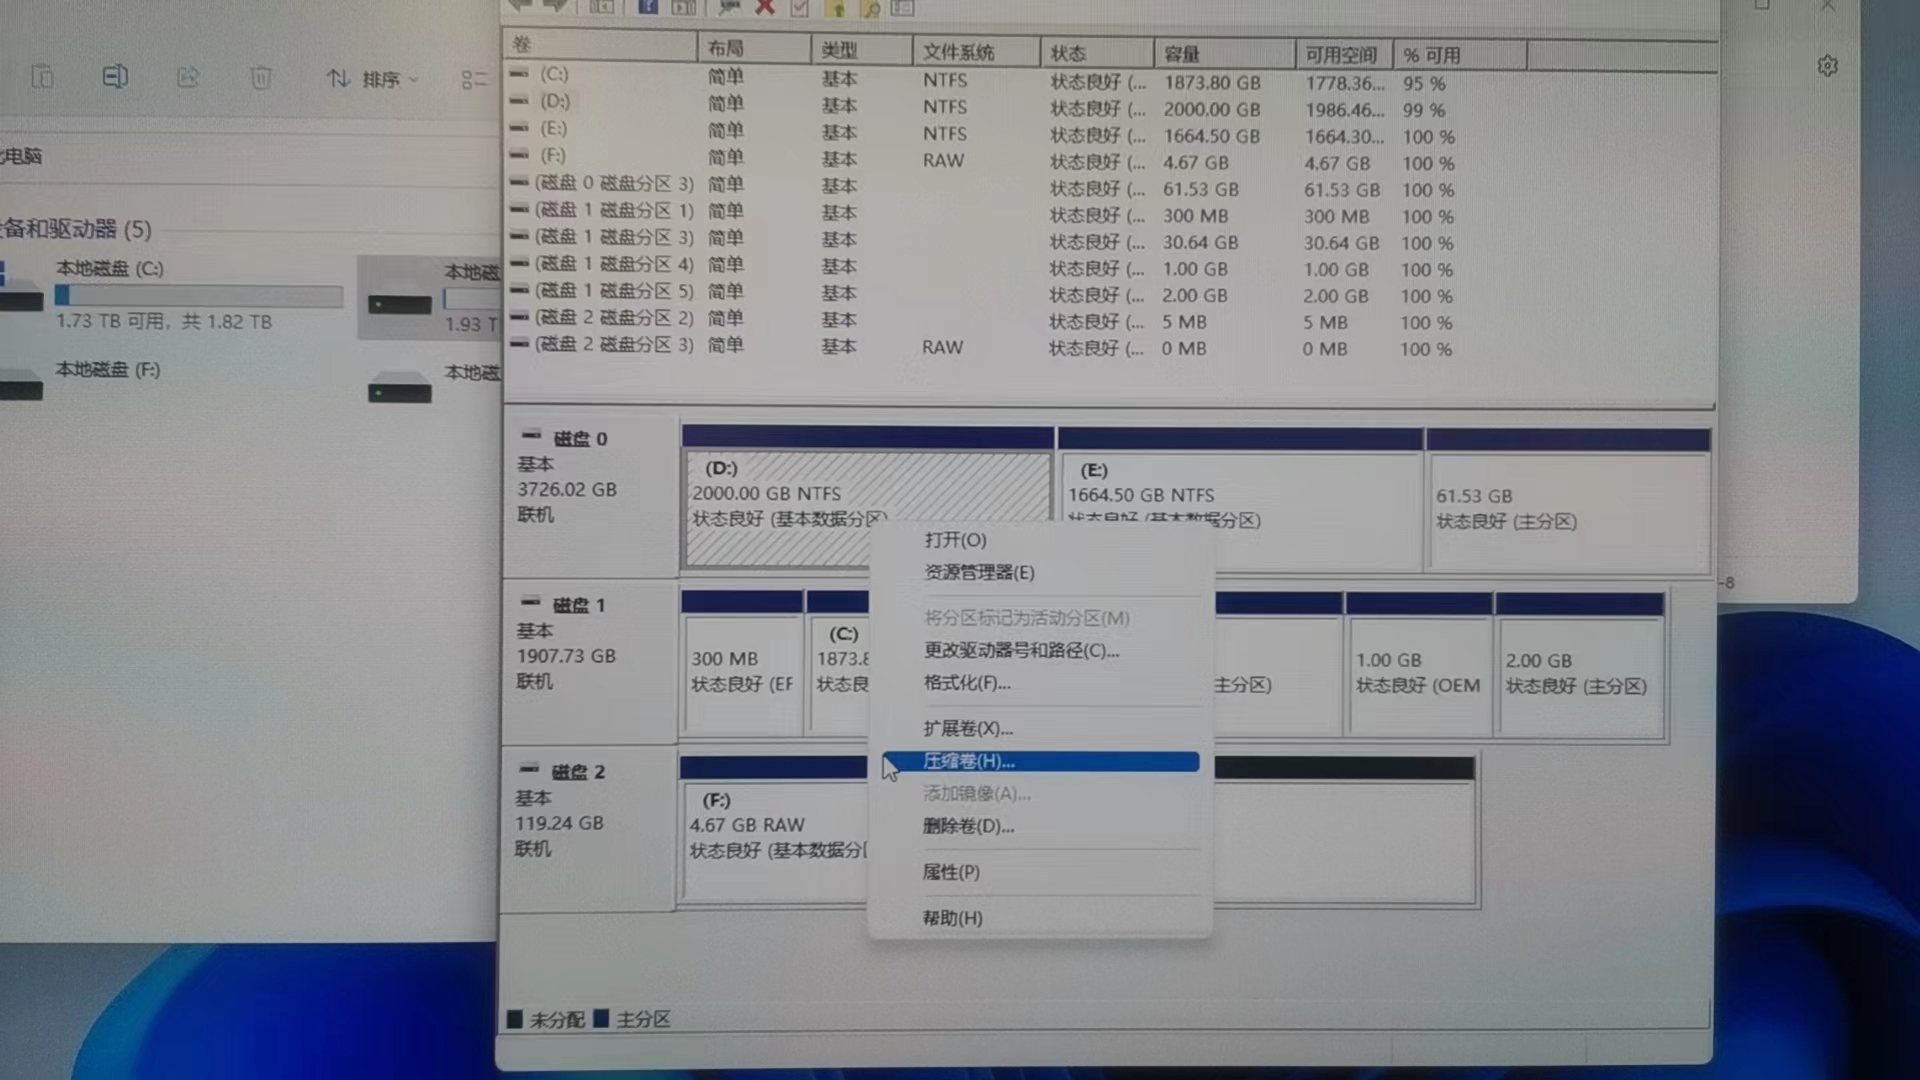 排序
电脑
备和驱动器 (5)
本地磁盘 (C:)
1.73 TB 可用，共 1.82 TB
本地磁
1.93 T
本地磁盘 (F:)
本地磁
卷 布局 类型 文件系统 状态 容量 可用空间 % 可用
(C:) 简单 基本 NTFS 状态良好 (... 1873.80 GB 1778.36... 95 %
(D:) 简单 基本 NTFS 状态良好 (... 2000.00 GB 1986.46... 99 %
(E:) 简单 基本 NTFS 状态良好 (... 1664.50 GB 1664.30... 100 %
(F:) 简单 基本 RAW 状态良好 (... 4.67 GB 4.67 GB 100 %
(磁盘 0 磁盘分区 3) 简单 基本 状态良好 (... 61.53 GB 61.53 GB 100 %
(磁盘 1 磁盘分区 1) 简单 基本 状态良好 (... 300 MB 300 MB 100 %
(磁盘 1 磁盘分区 3) 简单 基本 状态良好 (... 30.64 GB 30.64 GB 100 %
(磁盘 1 磁盘分区 4) 简单 基本 状态良好 (... 1.00 GB 1.00 GB 100 %
(磁盘 1 磁盘分区 5) 简单 基本 状态良好 (... 2.00 GB 2.00 GB 100 %
(磁盘 2 磁盘分区 2) 简单 基本 状态良好 (... 5 MB 5 MB 100 %
(磁盘 2 磁盘分区 3) 简单 基本 RAW 状态良好 (... 0 MB 0 MB 100 %
磁盘 0
基本
3726.02 GB
联机
(D:)
2000.00 GB NTFS
状态良好 (基本数据分区)
(E:)
1664.50 GB NTFS
状态良好 (基本数据分区)
61.53 GB
状态良好 (主分区)
磁盘 1
基本
1907.73 GB
联机
300 MB
状态良好 (EF
(C:)
1873.8
状态良
主分区)
1.00 GB
状态良好 (OEM
2.00 GB
状态良好 (主分区)
磁盘 2
基本
119.24 GB
联机
(F:)
4.67 GB RAW
状态良好 (基本数据分
打开(O)
资源管理器(E)
将分区标记为活动分区(M)
更改驱动器号和路径(C)...
格式化(F)...
扩展卷(X)...
压缩卷(H)...
添加镜像(A)...
删除卷(D)...
属性(P)
帮助(H)
未分配 主分区
-8